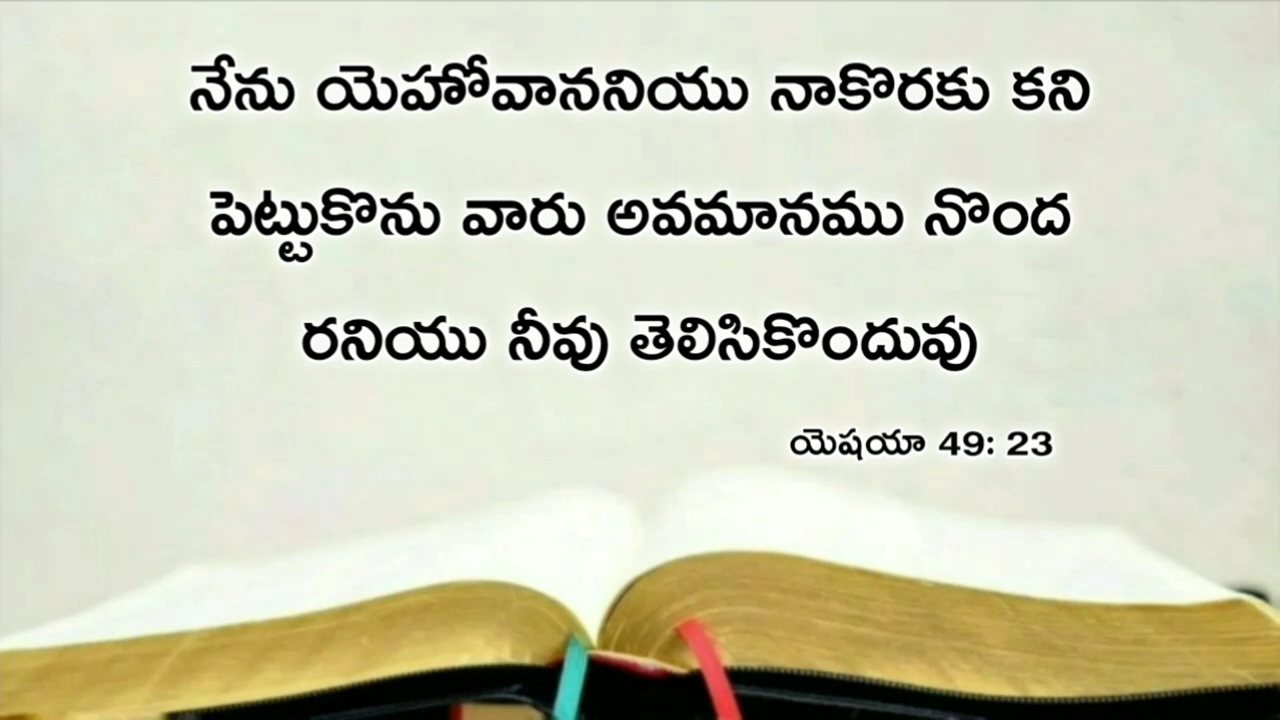 నేను యెహోవాననియు నాకొరకు కని
పెట్టుకొను వారు అవమానము నొంద
రనియు నీవు తెలిసికొందువు
యెషయా 49: 23